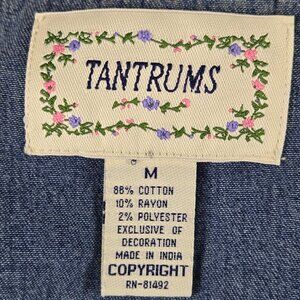 TANTRUMS
M
88% COTTON
10% RAYON
2% POLYESTER
EXCLUSIVE OF
DECORATION
MADE IN INDIA
COPYRIGHT
RN-81492